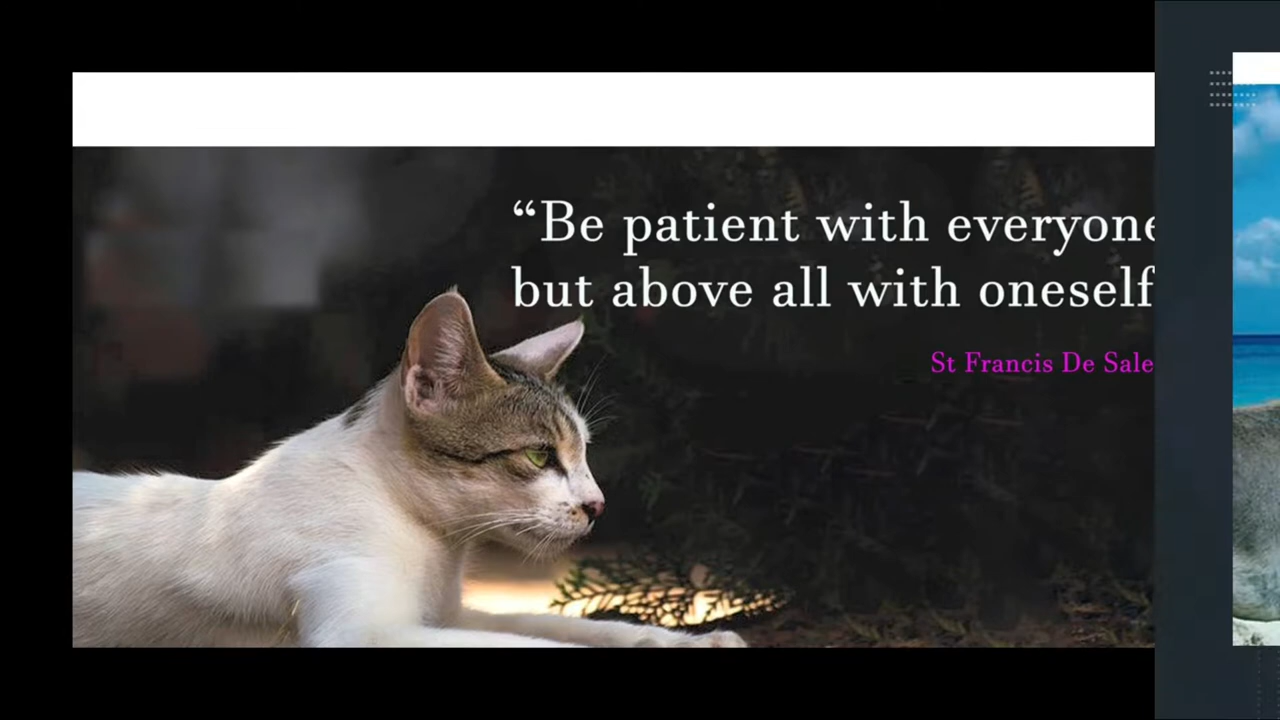 “Be patient with everyone
but above all with oneself
St Francis De Sale